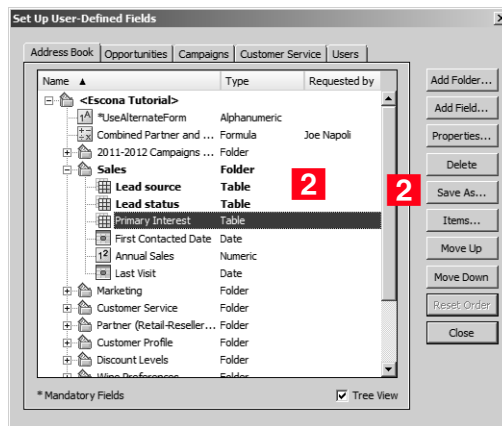 Set Up User-Defined Fields
Address Book Opportunities Campaigns Customer Service Users
Name ▲ Type Requested by
<Escona Tutorial>
*UseAlternateForm Alphanumeric
Combined Partner and ... Formula Joe Napoli
2011-2012 Campaigns ... Folder
Sales Folder
Lead source Table
2
Lead status Table
Primary Interest Table
First Contacted Date Date
Annual Sales Numeric
Last Visit Date
Marketing Folder
Customer Service Folder
Partner (Retail-Reseller... Folder
Customer Profile Folder
Discount Levels Folder
Wine Preferences Folder
* Mandatory Fields Tree View
Add Folder...
Add Field...
Properties...
Delete
2
Save As...
Items...
Move Up
Move Down
Reset Order
Close